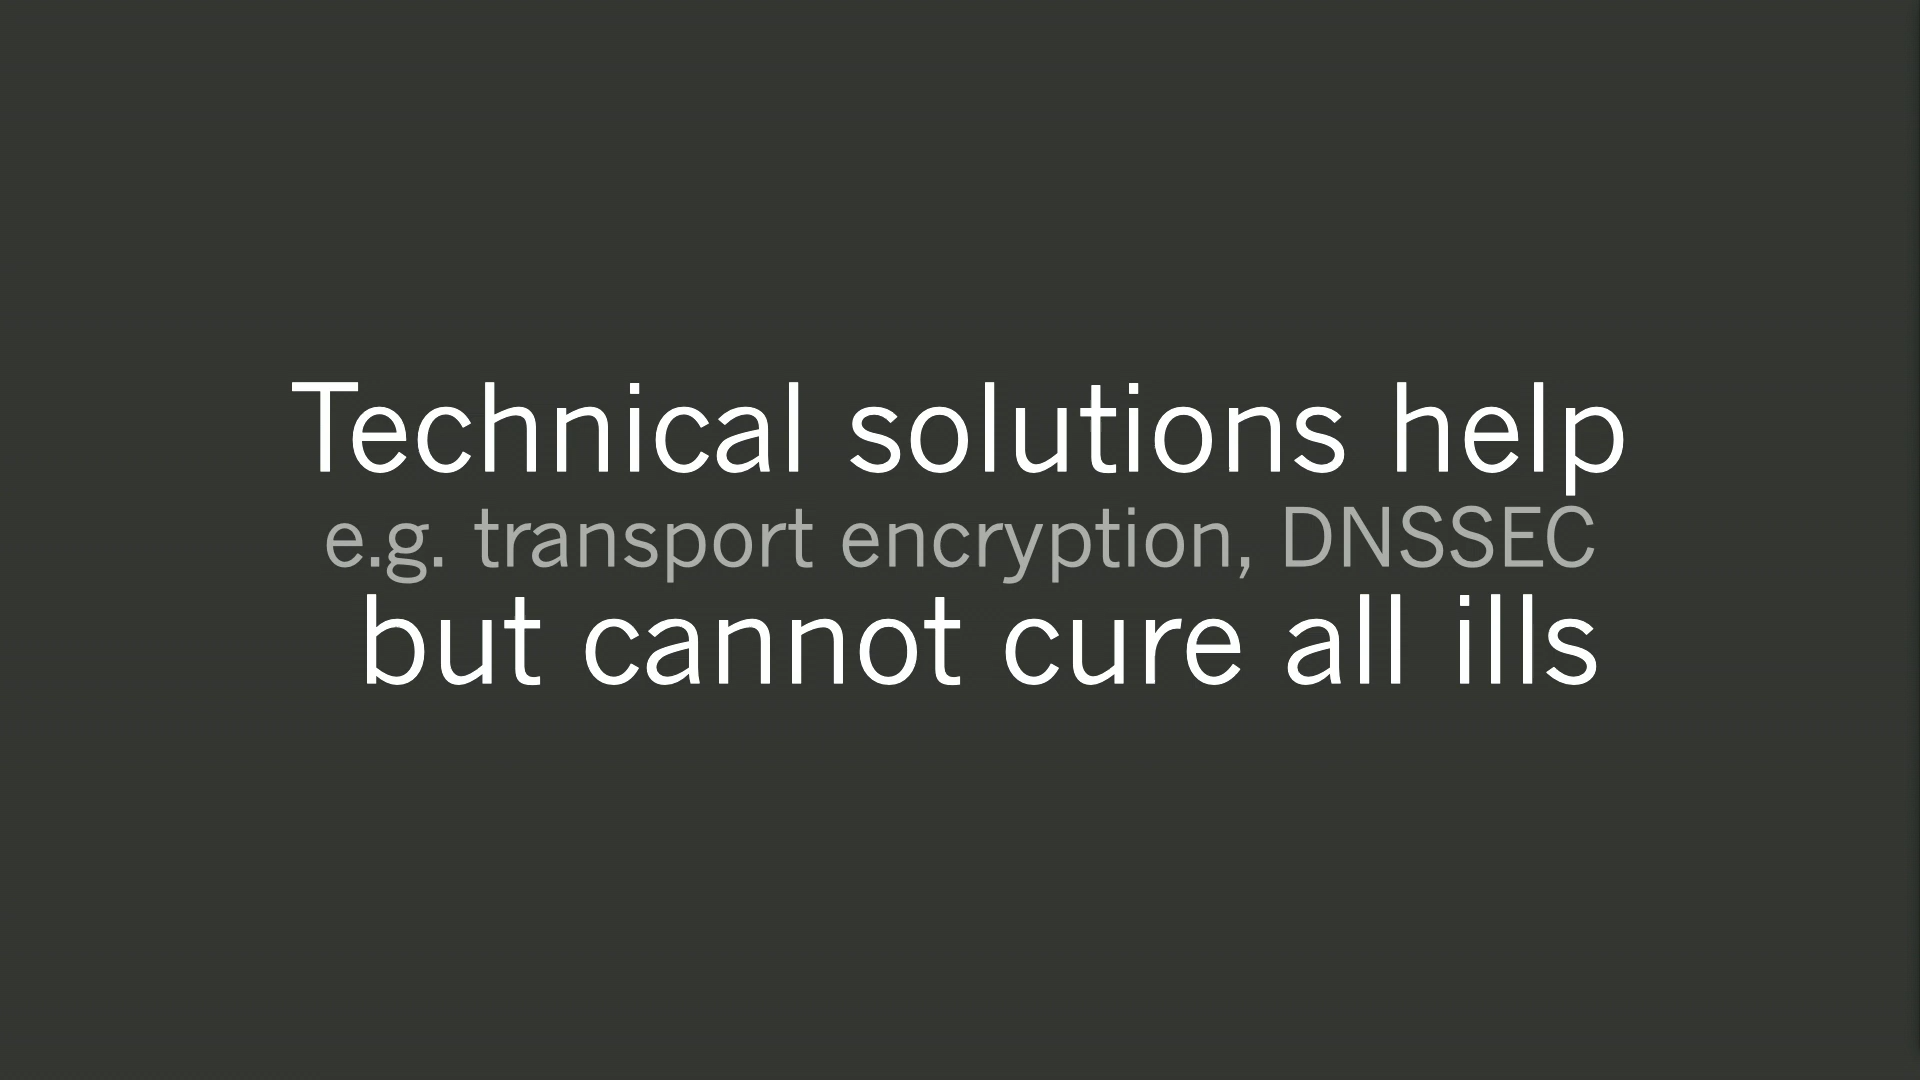 Technical solutions help
e.g. transport encryption, DNSSEC
but cannot cure all ills